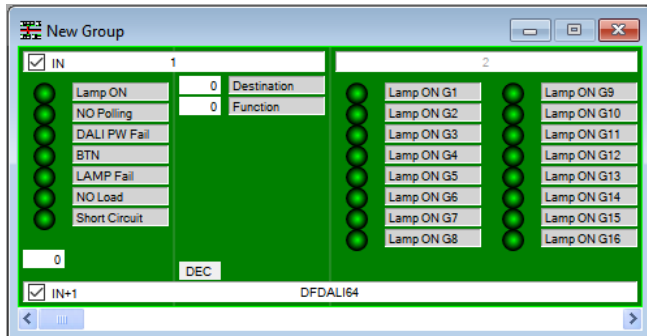 New Group
IN 1 2
Lamp ON 0 Destination Lamp ON G1 Lamp ON G9
NO Polling 0 Function Lamp ON G2 Lamp ON G10
DALI PW Fail Lamp ON G3 Lamp ON G11
BTN Lamp ON G4 Lamp ON G12
LAMP Fail Lamp ON G5 Lamp ON G13
NO Load Lamp ON G6 Lamp ON G14
Short Circuit Lamp ON G7 Lamp ON G15
Lamp ON G8 Lamp ON G16
0
DEC
IN+1 DFDALI64